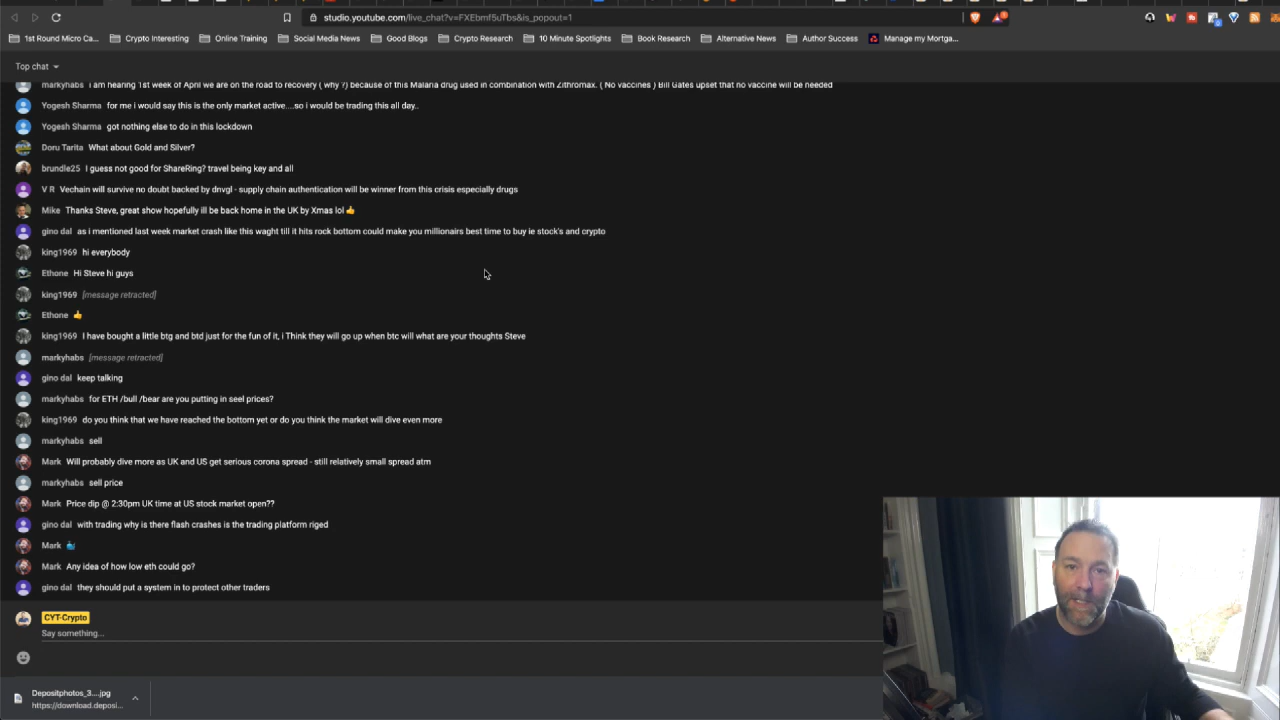 studio.youtube.com/live_chat?v=FXEbmf5uTbs&is_popout=1
1st Round Micro Ca... Crypto Interesting Online Training Social Media News Good Blogs Crypto Research 10 Minute Spotlights Book Research Alternative News Author Success Manage my Mortga...
Top chat
markyhabs I am hearing 1st week of April we are on the road to recovery ( why ?) because of this Malaria drug used in combination with Zithromax. ( No vaccines ) Bill Gates upset that no vaccine will be needed
Yogesh Sharma for me i would say this is the only market active....so i would be trading this all day..
Yogesh Sharma got nothing else to do in this lockdown
Doru Tarita What about Gold and Silver?
brundle25 I guess not good for ShareRing? travel being key and all
V R Vechain will survive no doubt backed by dnvgl - supply chain authentication will be winner from this crisis especially drugs
Mike Thanks Steve, great show hopefully ill be back home in the UK by Xmas lol 👍
gino dal as i mentioned last week market crash like this waght till it hits rock bottom could make you millionairs best time to buy ie stock's and crypto
king1969 hi everybody
Ethone Hi Steve hi guys
king1969 [message retracted]
Ethone 👍
king1969 I have bought a little btg and btd just for the fun of it, i Think they will go up when btc will what are your thoughts Steve
markyhabs [message retracted]
gino dal keep talking
markyhabs for ETH /bull /bear are you putting in seel prices?
king1969 do you think that we have reached the bottom yet or do you think the market will dive even more
markyhabs sell
Mark Will probably dive more as UK and US get serious corona spread - still relatively small spread atm
markyhabs sell price
Mark Price dip @ 2:30pm UK time at US stock market open??
gino dal with trading why is there flash crashes is the trading platform riged
Mark 🐳
Mark Any idea of how low eth could go?
gino dal they should put a system in to protect other traders
CYT-Crypto
Say something...
Depositphotos_3....jpg
https://download.deposi...